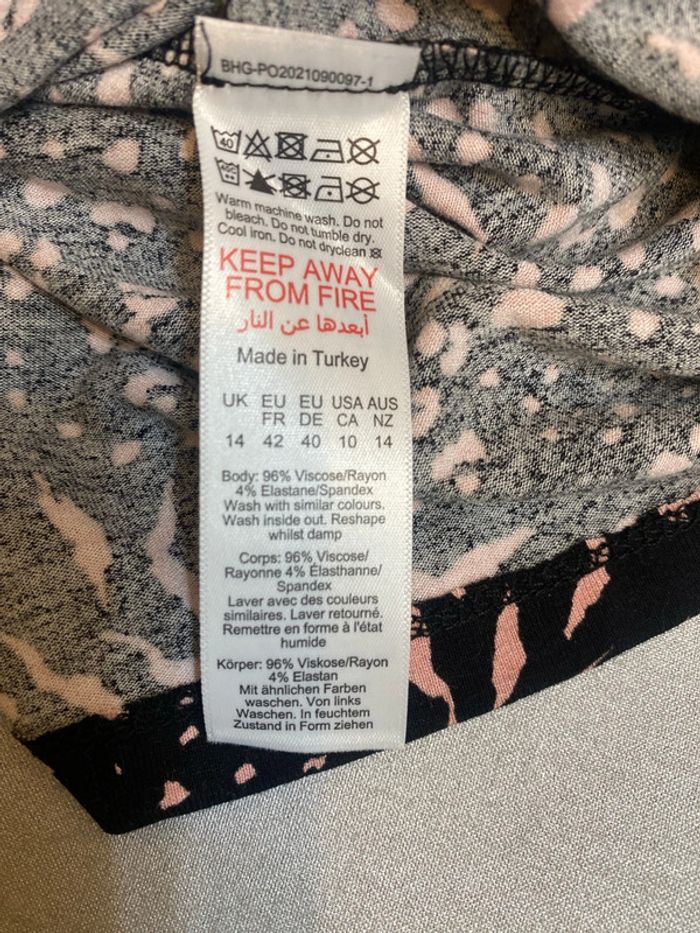 BHG-PO2021090097-1
40
Warm machine wash. Do not
bleach. Do not tumble dry.
Cool iron. Do not dryclean
KEEP AWAY
FROM FIRE
أبعدها عن النار
Made in Turkey
UK EU EU USA AUS
FR DE CA NZ
14 42 40 10 14
Body: 96% Viscose/Rayon
4% Elastane/Spandex
Wash with similar colours.
Wash inside out. Reshape
whilst damp
Corps: 96% Viscose/
Rayonne 4% Élasthanne/
Spandex
Laver avec des couleurs
similaires. Laver retourné.
Remettre en forme à l'état
humide
Körper: 96% Viskose/Rayon
4% Elastan
Mit ähnlichen Farben
waschen. Von links
Waschen. In feuchtem
Zustand in Form ziehen